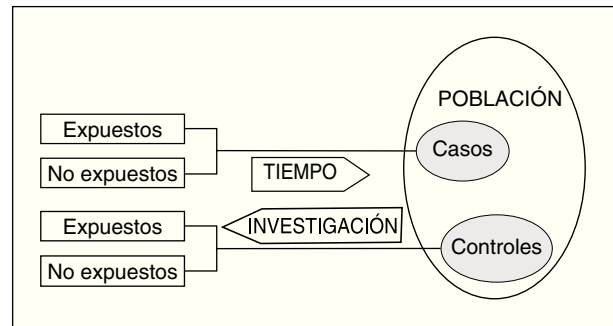 POBLACIÓN
Expuestos
Casos
No expuestos
TIEMPO
Expuestos
INVESTIGACIÓN
Controles
No expuestos